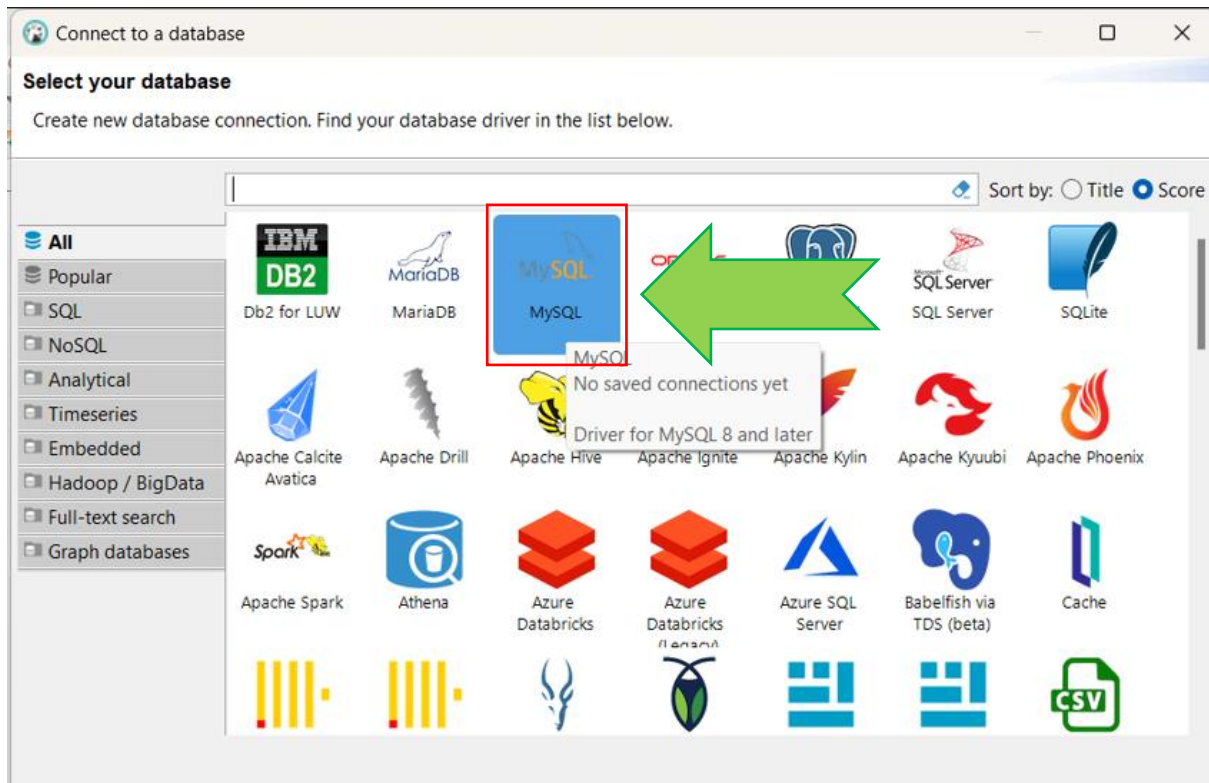 Connect to a database
Select your database
Create new database connection. Find your database driver in the list below.
Sort by: Title Score
All
Popular
SQL
NoSQL
Analytical
Timeseries
Embedded
Hadoop / BigData
Full-text search
Graph databases
IBM
DB2
MariaDB
MySQL
Microsoft
SQL Server
Db2 for LUW
MariaDB
MySQL
SQL Server
SQLite
MySQL
No saved connections yet
Driver for MySQL 8 and later
Apache Calcite
Avatica
Apache Drill
Apache Hive
Apache Ignite
Apache Kylin
Apache Kyuubi
Apache Phoenix
Spark
Apache Spark
Athena
Azure
Databricks
Azure
Databricks
(Legacy)
Azure SQL
Server
Babelfish via
TDS (beta)
Cache
CSV